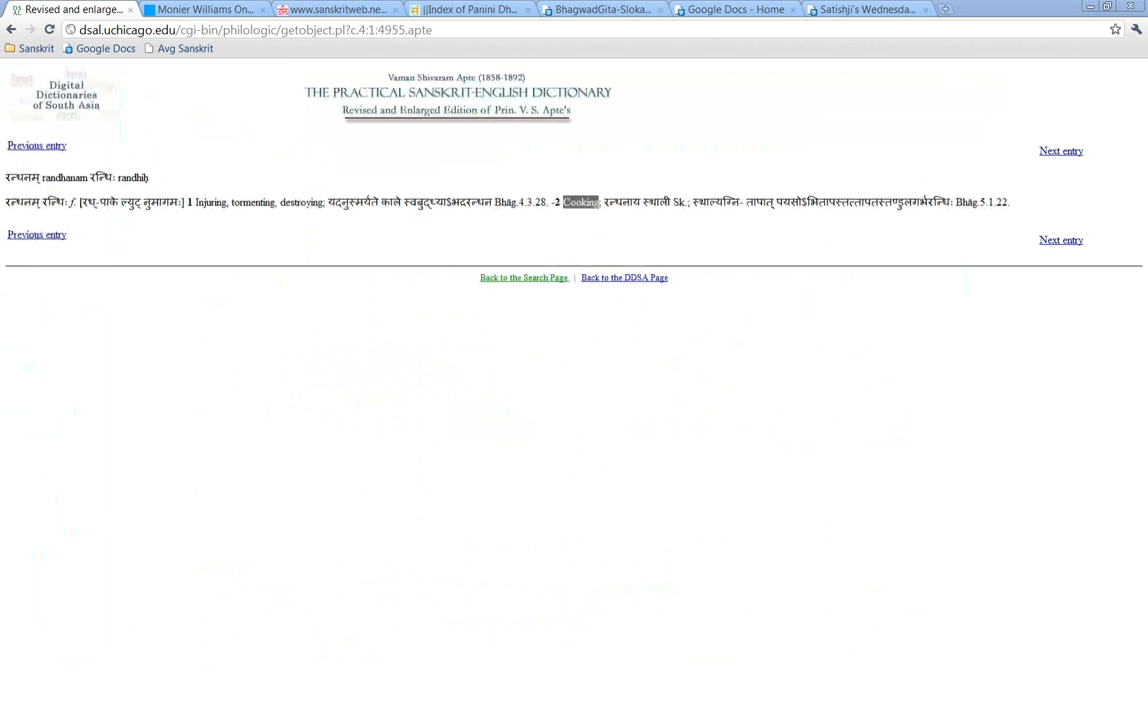 Revised and enlarge...
Monier Williams On...
www.sanskritweb.ne...
||Index of Panini Dh...
BhagwadGita-Sloka...
Google Docs - Home
Satishji's Wednesda...
dsal.uchicago.edu/cgi-bin/philologic/getobject.pl?c.4:1:4955.apte
Sanskrit
Google Docs
Avg Sanskrit
Digital
Dictionaries
of South Asia
Vaman Shivaram Apte (1858-1892)
THE PRACTICAL SANSKRIT-ENGLISH DICTIONARY
Revised and Enlarged Edition of Prin. V. S. Apte's
Previous entry
Next entry
रन्धनम् randhanam रन्धिः randhiḥ
रन्धनम् रन्धिः f. [रध्-पाके ल्युट् नुमागमः] 1 Injuring, tormenting, destroying; यदनुस्मर्यते काले स्वबुद्ध्याऽभद्ररन्धन Bhāg.4.3.28. -2 Cooking; रन्धनाय स्थाली Sk.; स्थाल्यग्नि- तापात् पयसोऽभितापस्तत्तापतस्तण्डुलगर्भरन्धिः Bhāg.5.1.22.
Previous entry
Next entry
Back to the Search Page | Back to the DDSA Page